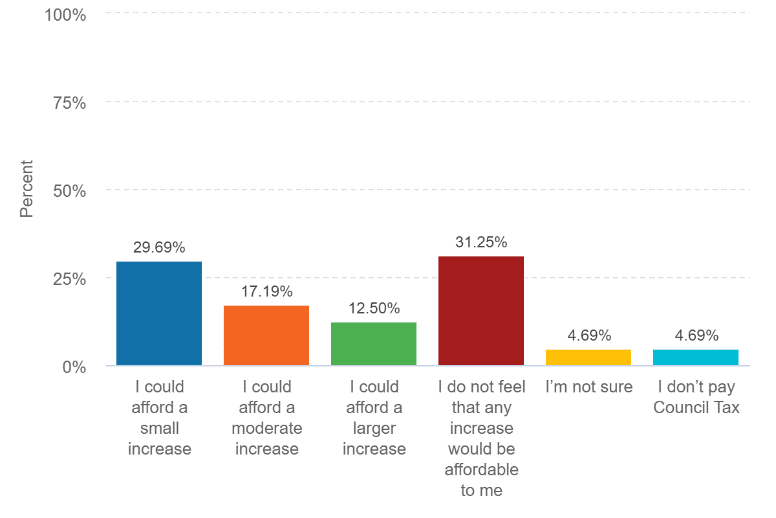 100%
75%
50%
25%
0%
Percent
29.69%
17.19%
12.50%
31.25%
4.69%
4.69%
I could
afford a
small
increase
I could
afford a
moderate
increase
I could
afford a
larger
increase
I do not feel
that any
increase
would be
affordable
to me
I’m not sure
I don’t pay
Council Tax